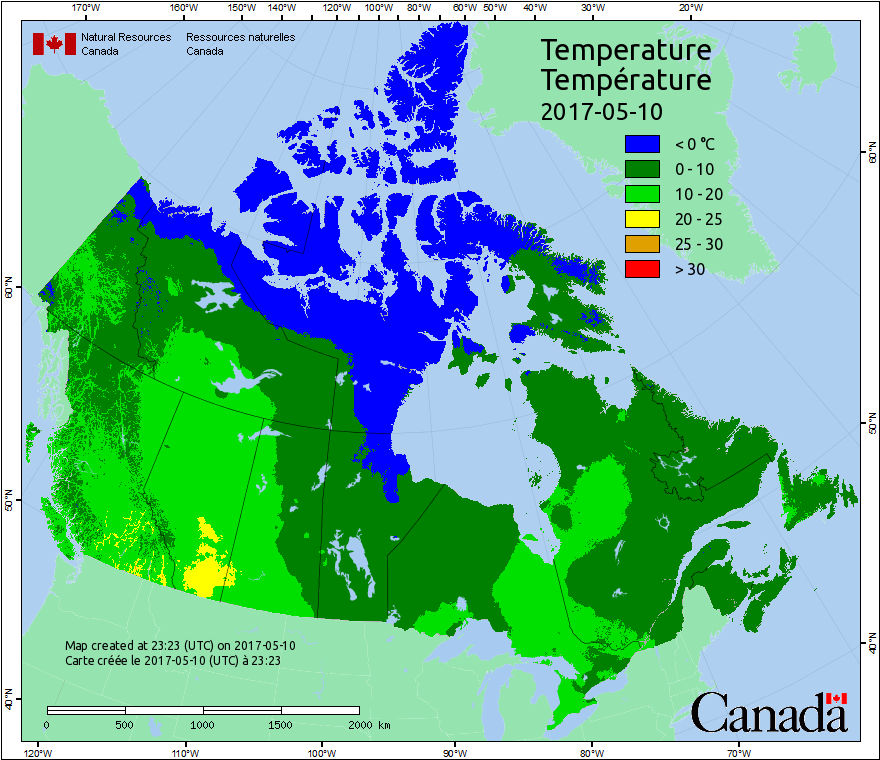 170°W 160°W 150°W 140°W 120°W 100°W 80°W 60°W 50°W 40°W 30°W 20°W
Natural Resources Canada
Ressources naturelles Canada
Temperature
Température
2017-05-10
< 0 °C
0 - 10
10 - 20
20 - 25
25 - 30
> 30
60°N
50°N
40°N
60°N
50°N
40°N
Map created at 23:23 (UTC) on 2017-05-10
Carte créée le 2017-05-10 (UTC) à 23:23
0 500 1000 1500 2000 km
Canada
120°W 110°W 100°W 90°W 80°W 70°W